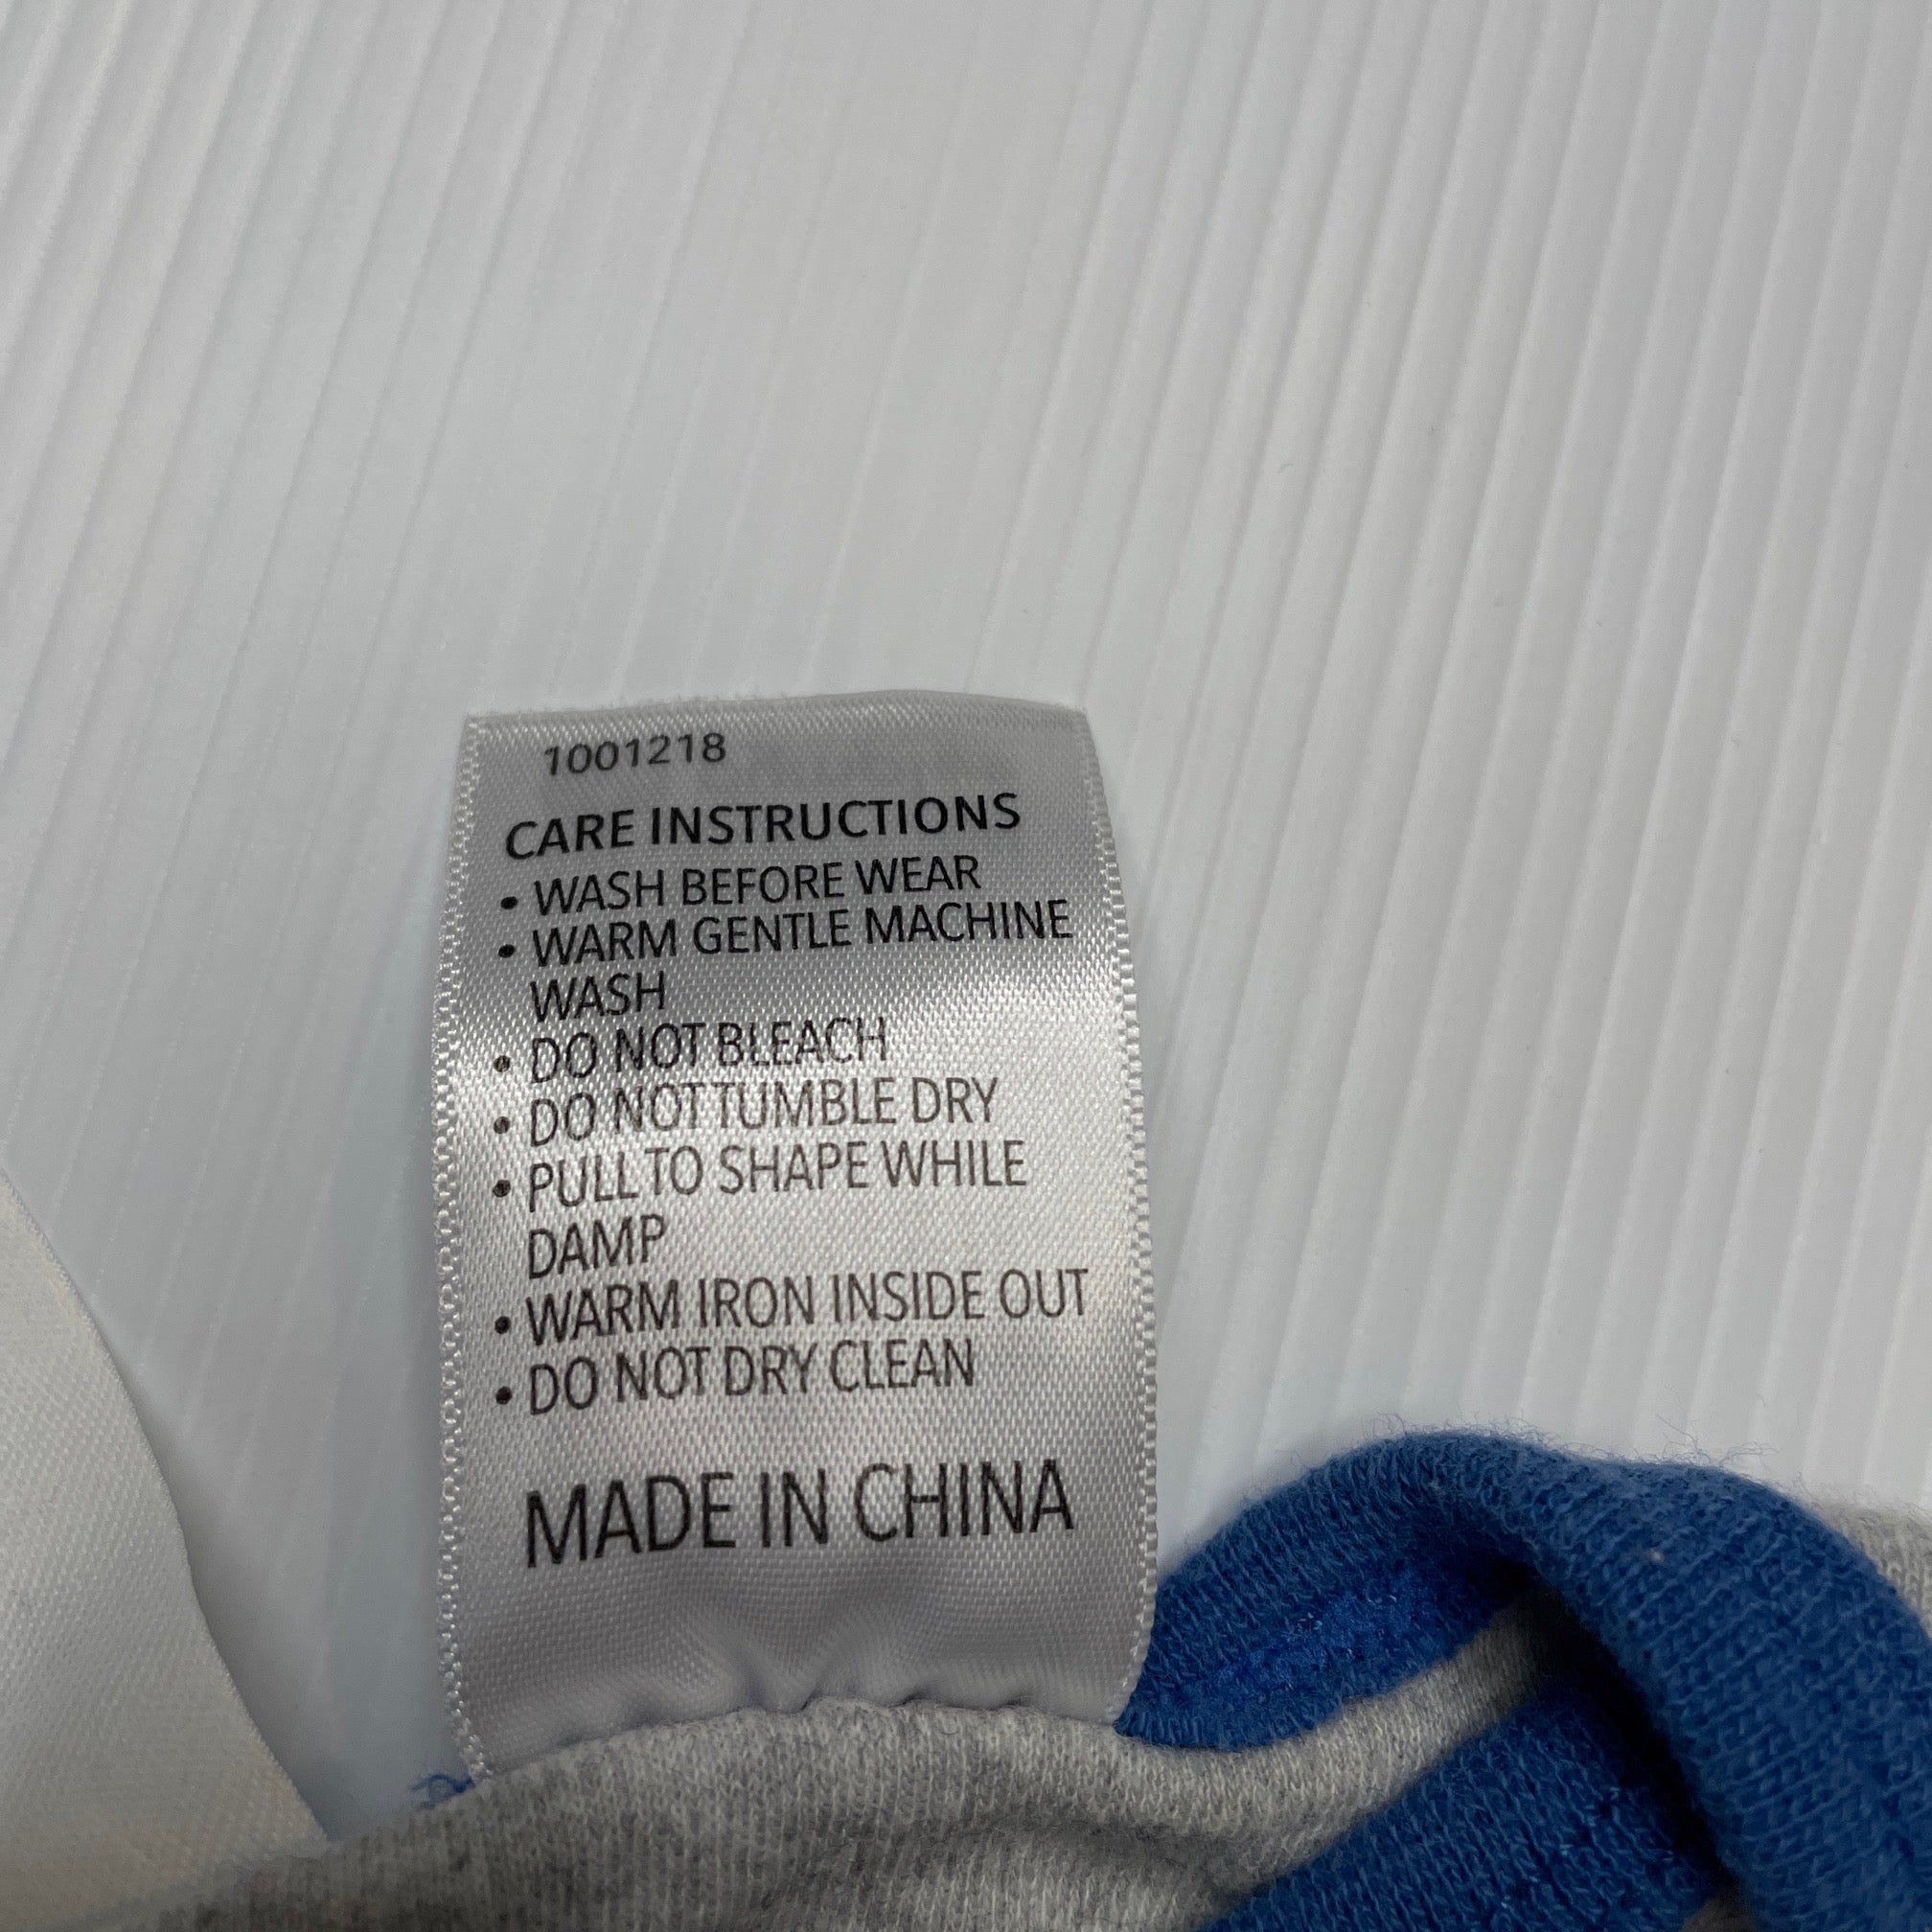 1001218
CARE INSTRUCTIONS
• WASH BEFORE WEAR
• WARM GENTLE MACHINE
WASH
• DO NOT BLEACH
• DO NOT TUMBLE DRY
• PULL TO SHAPE WHILE
DAMP
• WARM IRON INSIDE OUT
• DO NOT DRY CLEAN
MADE IN CHINA